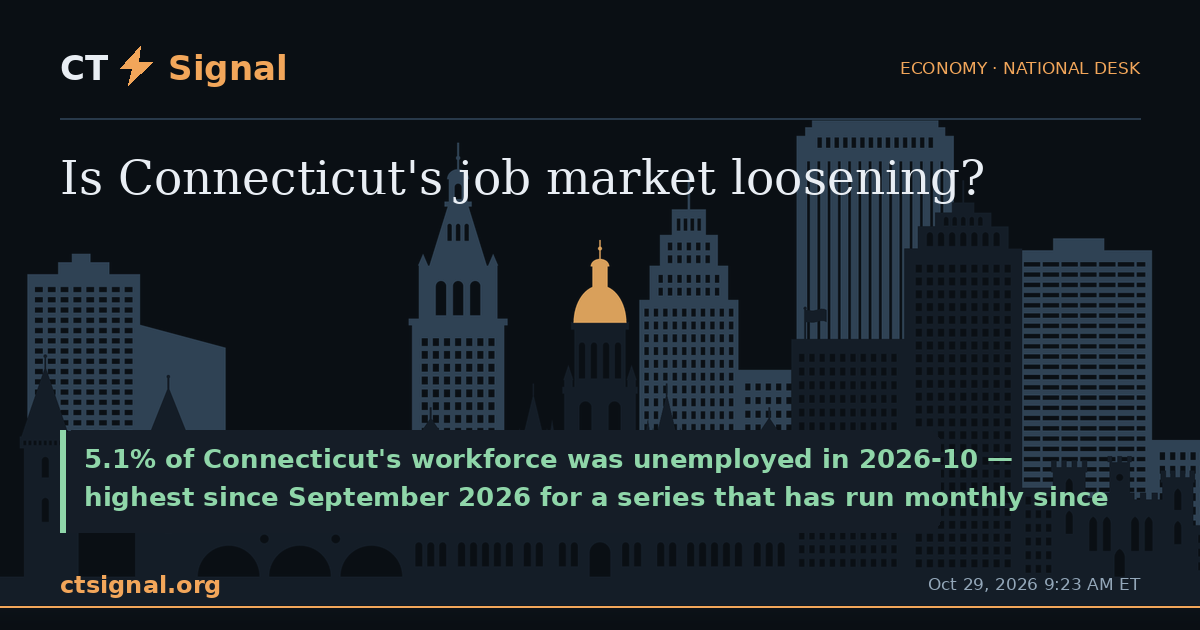 CT Signal
ECONOMY · NATIONAL DESK
Is Connecticut's job market loosening?
5.1% of Connecticut's workforce was unemployed in 2026-10 —
highest since September 2026 for a series that has run monthly since
ctsignal.org
Oct 29, 2026 9:23 AM ET